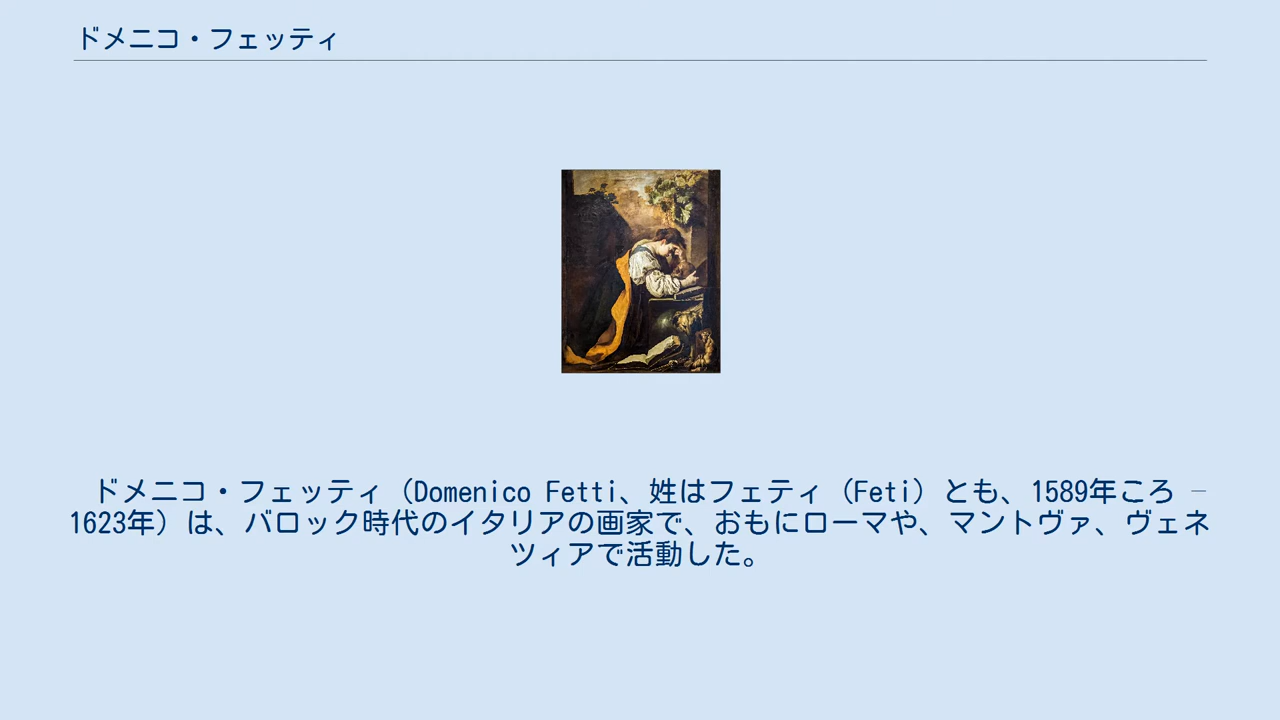 ドメニコ・フェッティ
ドメニコ・フェッティ（Domenico Fetti、姓はフェティ（Feti）とも、1589年ころ –
1623年）は、バロック時代のイタリアの画家で、おもにローマや、マントヴァ、ヴェネ
ツィアで活動した。